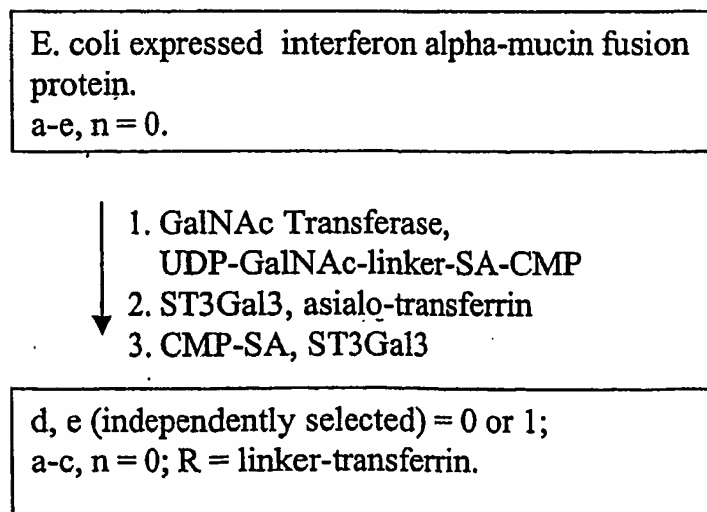 E. coli expressed interferon alpha-mucin fusion
protein.
a-e, n = 0.
1. GalNAc Transferase,
UDP-GalNAc-linker-SA-CMP
2. ST3Gal3, asialo-transferrin
3. CMP-SA, ST3Gal3
d, e (independently selected) = 0 or 1;
a-c, n = 0; R = linker-transferrin.